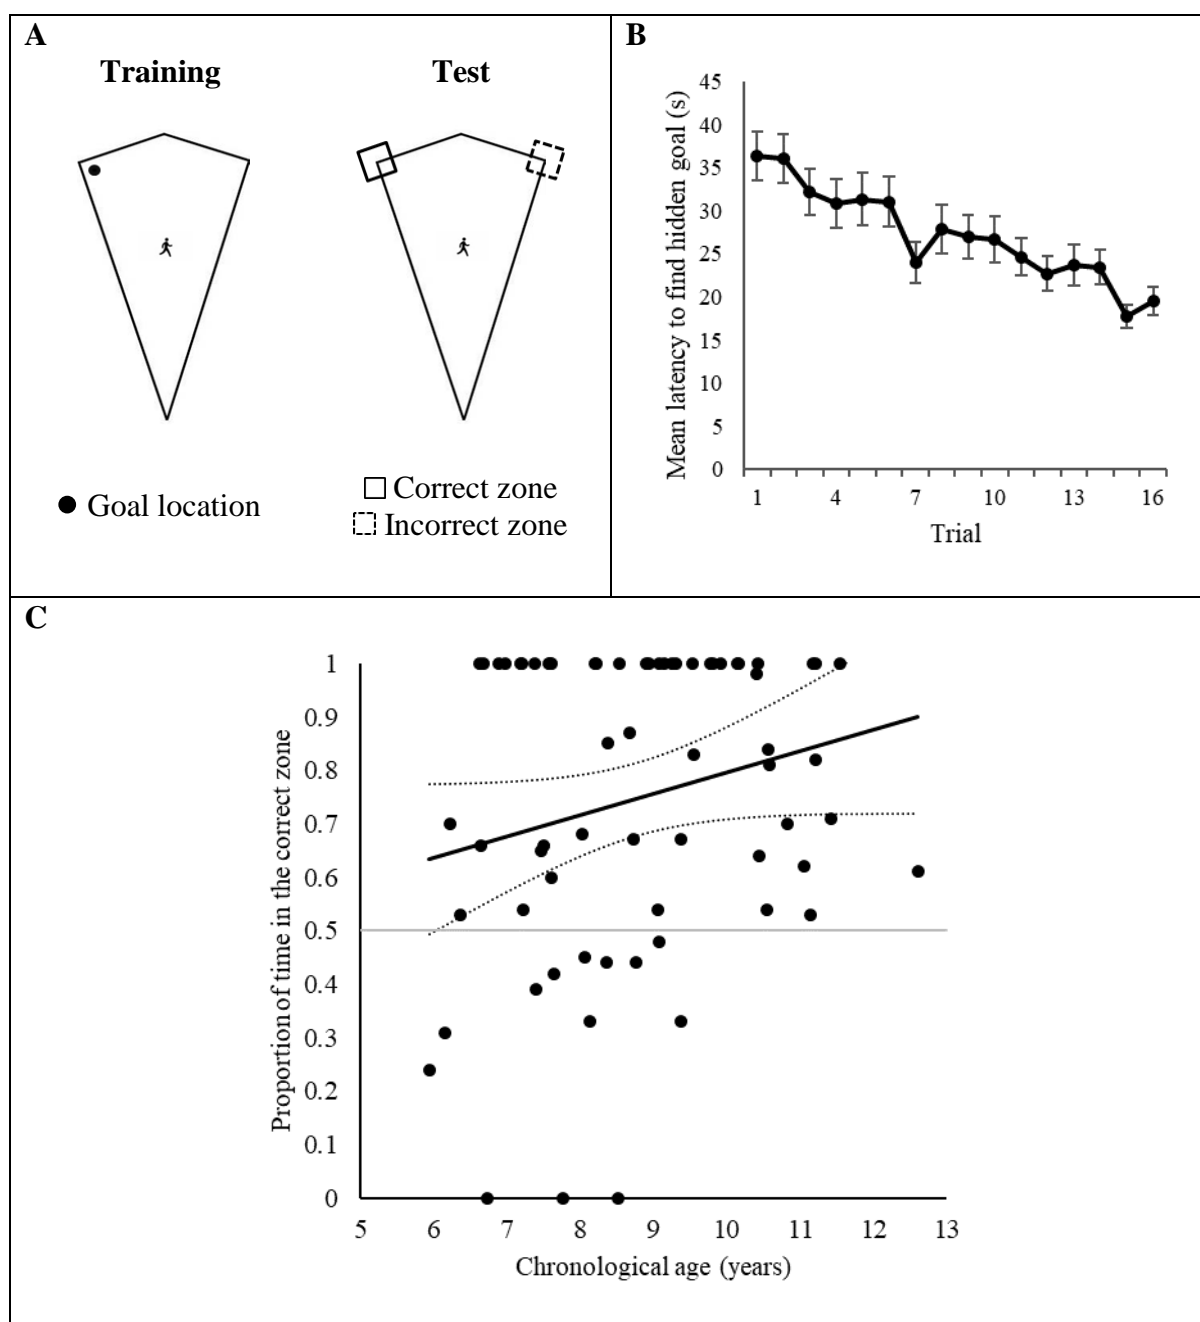 A
Training
Test
Goal location
Correct zone
Incorrect zone
B
Mean latency to find hidden goal (s)
45
40
35
30
25
20
15
10
5
0
1 4 7 10 13 16
Trial
C
Proportion of time in the correct zone
1
0.9
0.8
0.7
0.6
0.5
0.4
0.3
0.2
0.1
0
5 6 7 8 9 10 11 12 13
Chronological age (years)